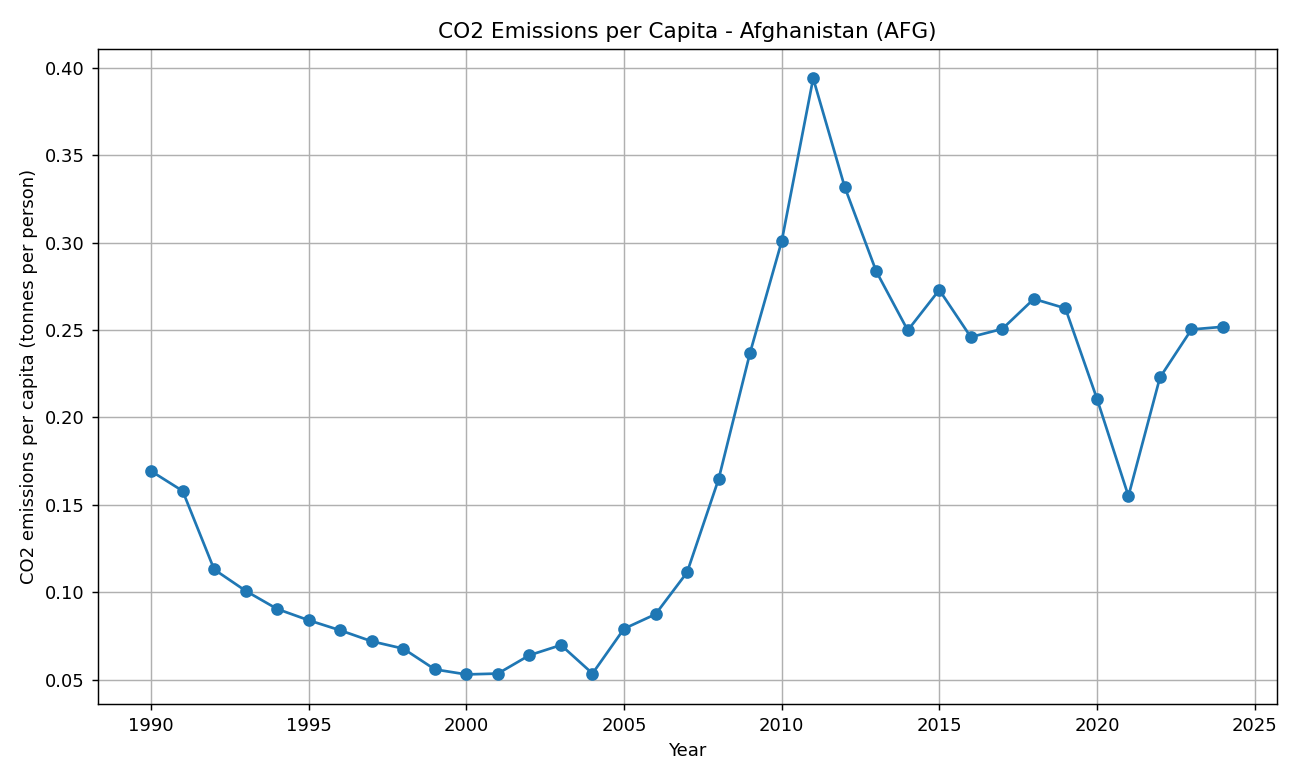 CO2 Emissions per Capita - Afghanistan (AFG)
CO2 emissions per capita (tonnes per person)
0.40
0.35
0.30
0.25
0.20
0.15
0.10
0.05
1990 1995 2000 2005 2010 2015 2020 2025
Year